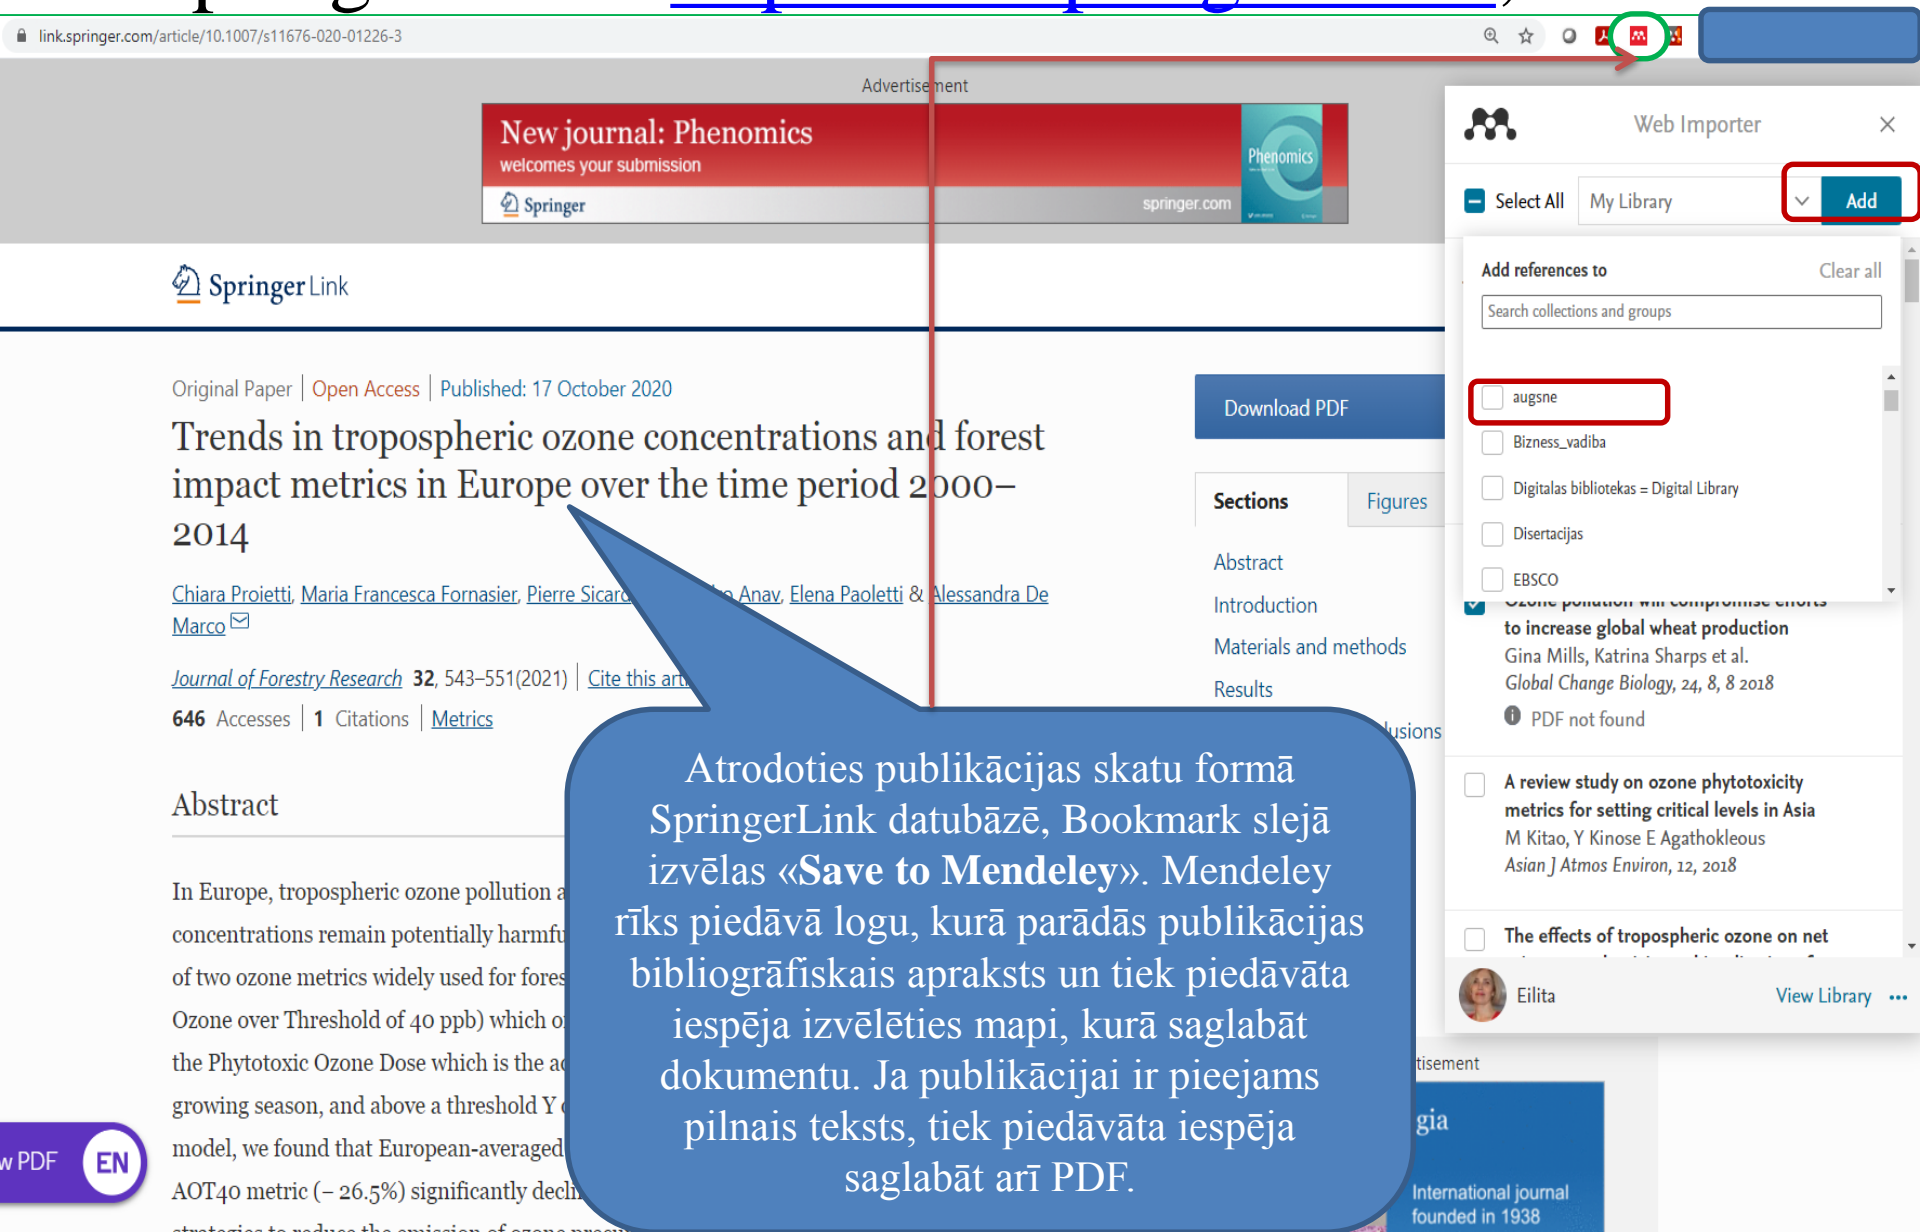 link.springer.com/article/10.1007/s11676-020-01226-3
Advertisement
New journal: Phenomics
welcomes your submission
Springer
springer.com
Phenomics
SpringerLink
Original Paper | Open Access | Published: 17 October 2020
Trends in tropospheric ozone concentrations and forest
impact metrics in Europe over the time period 2000–
2014
Chiara Proietti, Maria Francesca Fornasier, Pierre Sicard Anav, Elena Paoletti & Alessandra De
Marco
Journal of Forestry Research 32, 543–551(2021) | Cite this
646 Accesses | 1 Citations | Metrics
Abstract
In Europe, tropospheric ozone pollution
concentrations remain potentially
of two ozone metrics widely used for
Ozone over Threshold of 40 ppb) which
the Phytotoxic Ozone Dose which is the
growing season, and above a threshold Y
model, we found that European-averaged
AOT40 metric (– 26.5%) significantly
strategies to reduce the emission of ozone
PDF
EN
Download PDF
Sections
Figures
Abstract
Introduction
Materials and methods
Results
Atrodoties publikācijas skatu formā
SpringerLink datubāzē, Bookmark slejā
izvēlas «Save to Mendeley». Mendeley
rīks piedāvā logu, kurā parādās publikācijas
bibliogrāfiskais apraksts un tiek piedāvāta
iespēja izvēlēties mapi, kurā saglabāt
dokumentu. Ja publikācijai ir pieejams
pilnais teksts, tiek piedāvāta iespēja
saglabāt arī PDF.
Web Importer
Select All
My Library
Add
Add references to
Clear all
Search collections and groups
augsne
Bizness_vadiba
Digitalas bibliotekas = Digital Library
Disertacijas
EBSCO
Ozone pollution will compromise efforts
to increase global wheat production
Gina Mills, Katrina Sharps et al.
Global Change Biology, 24, 8, 8 2018
PDF not found
A review study on ozone phytotoxicity
metrics for setting critical levels in Asia
M Kitao, Y Kinose E Agathokleous
Asian J Atmos Environ, 12, 2018
The effects of tropospheric ozone on net
Eilita
View Library
International journal
founded in 1938